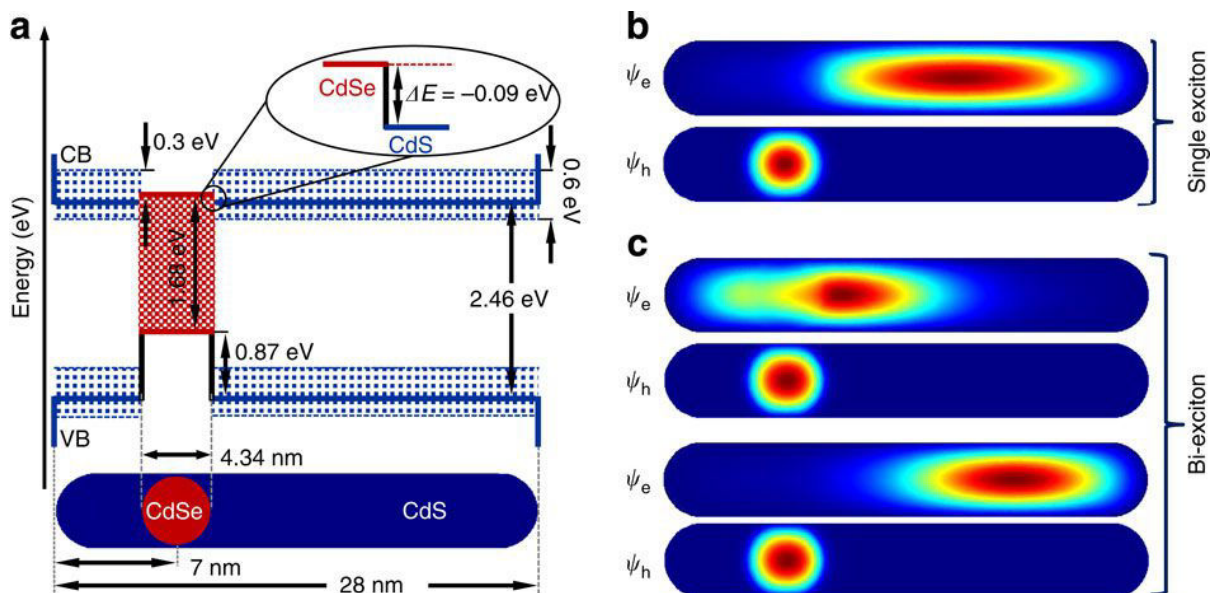 a
Energy (eV)
CB
0.3 eV
CdSe
ΔE = –0.09 eV
CdS
0.6 eV
1.68 eV
2.46 eV
0.87 eV
VB
4.34 nm
CdSe
CdS
7 nm
28 nm
b
ψe
ψh
Single exciton
c
ψe
ψh
ψe
ψh
Bi-exciton